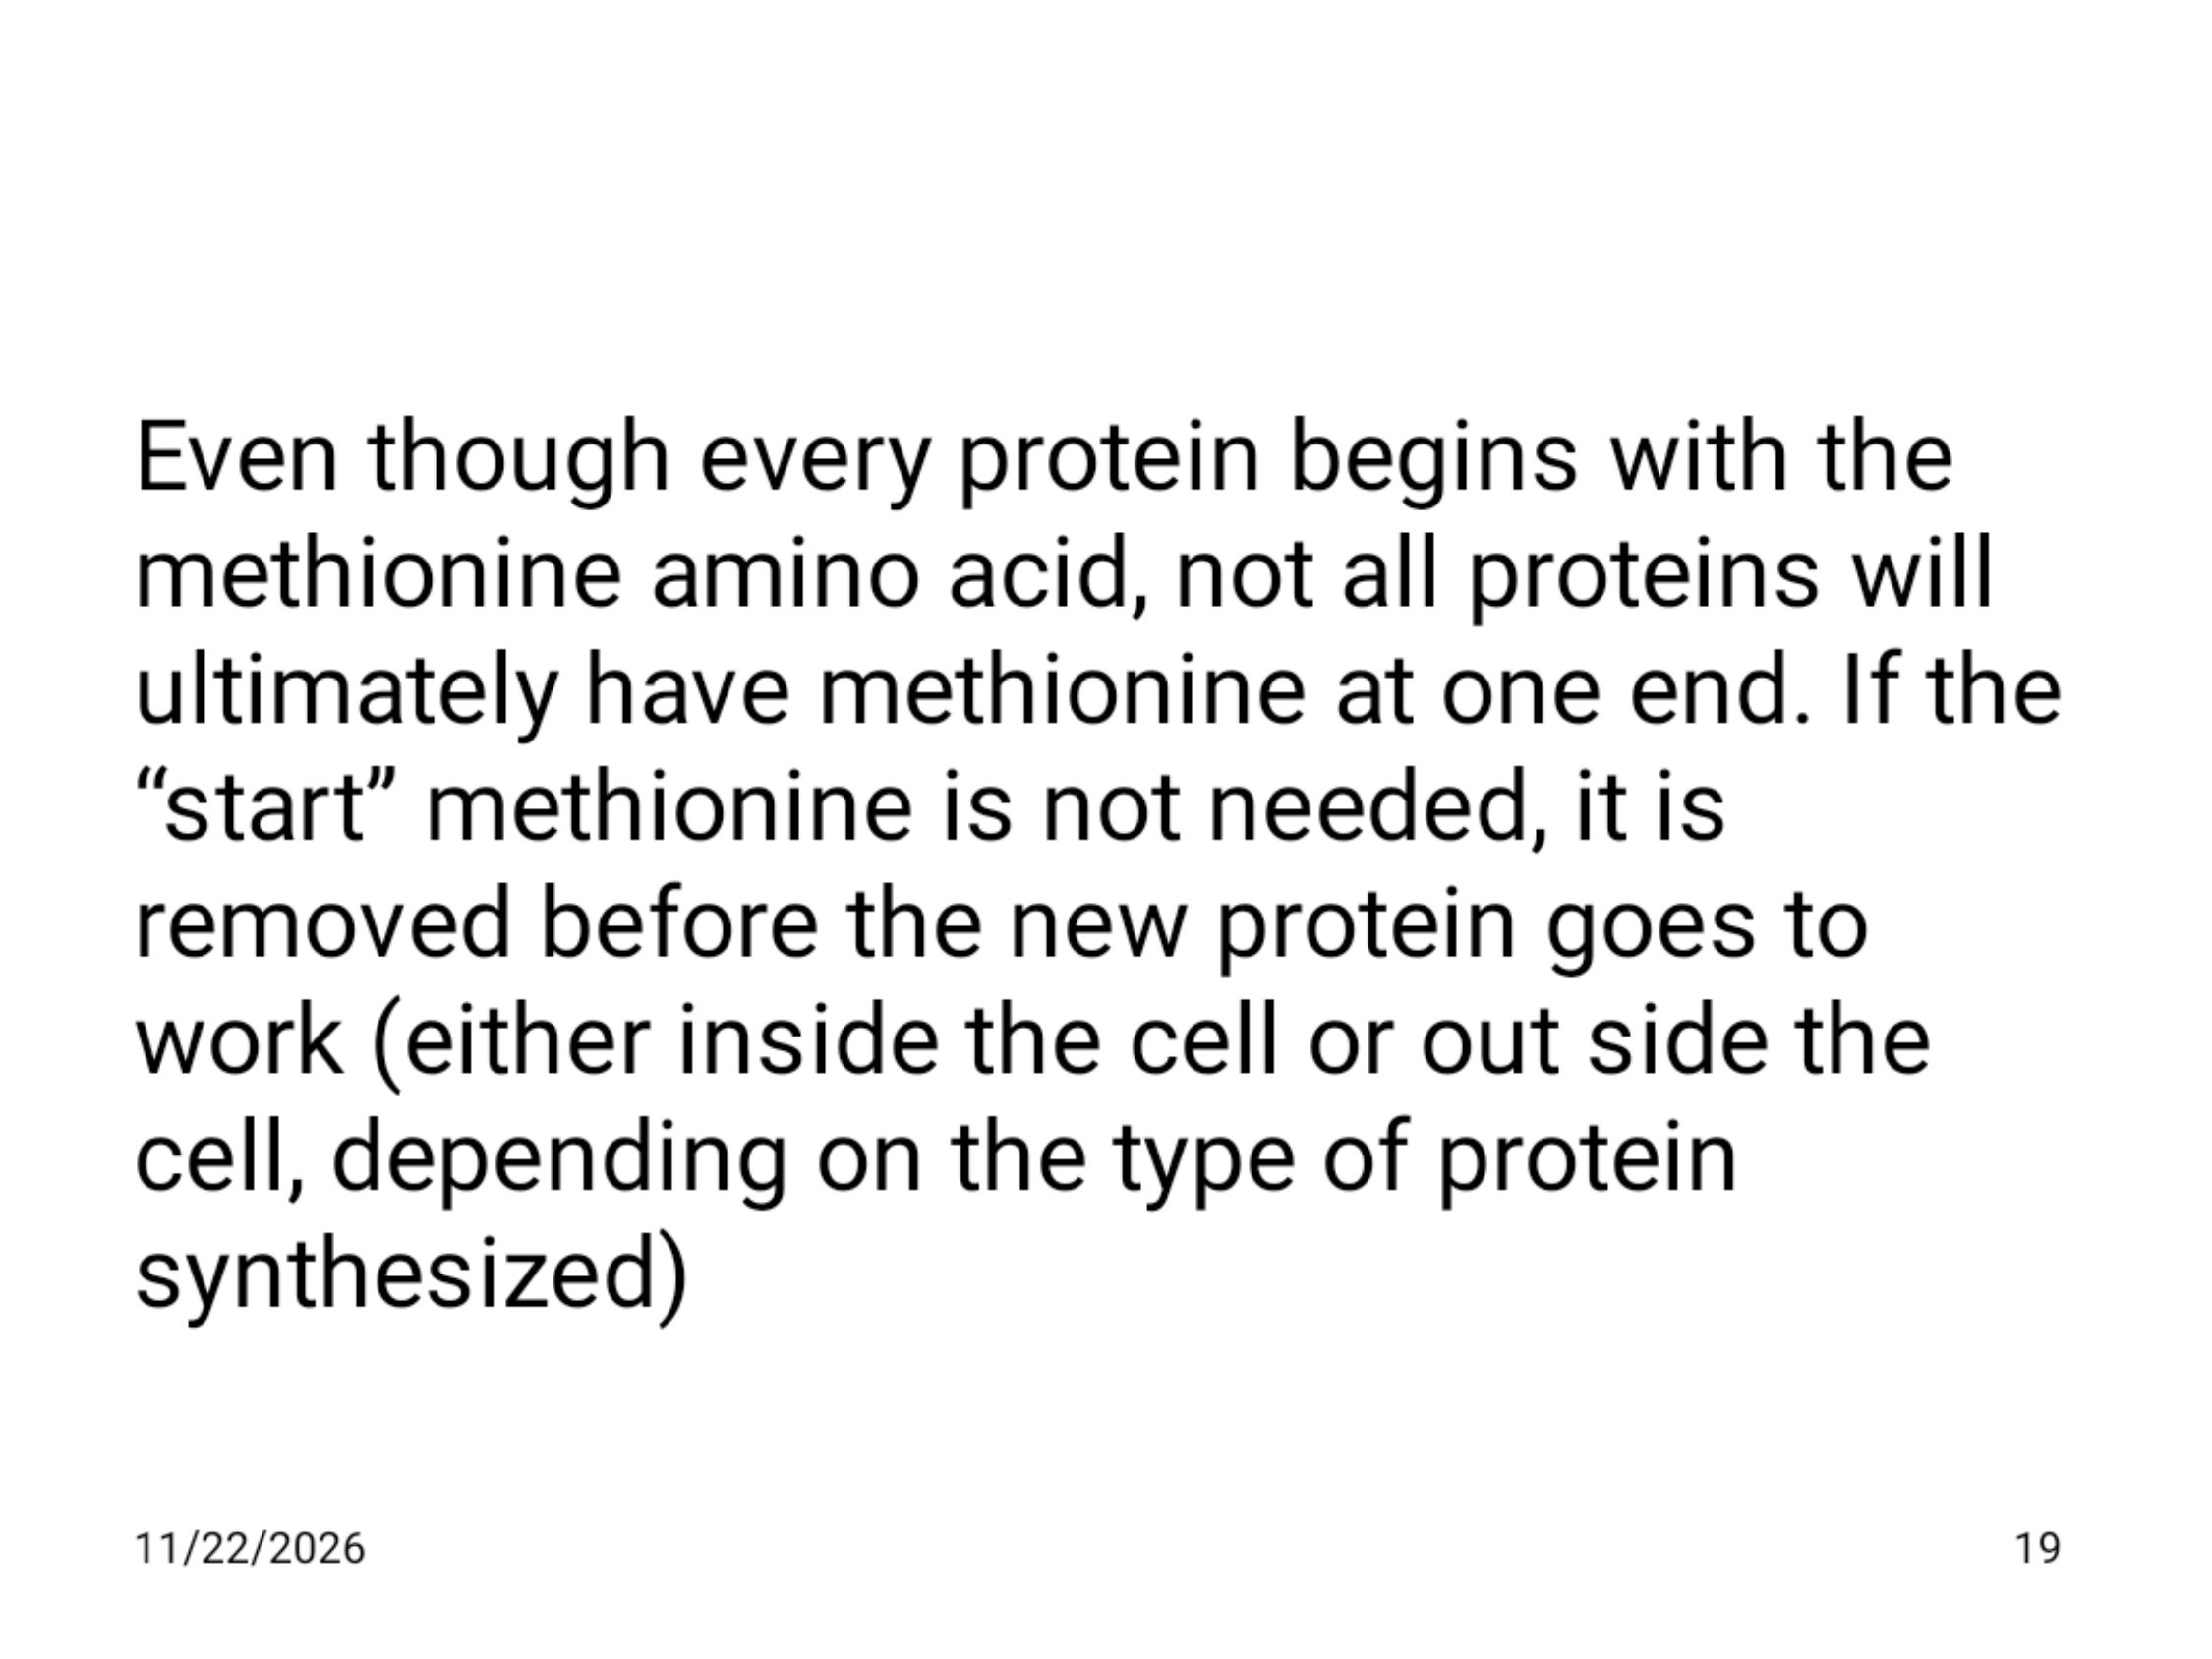 Even though every protein begins with the
methionine amino acid, not all proteins will
ultimately have methionine at one end. If the
“start” methionine is not needed, it is
removed before the new protein goes to
work (either inside the cell or out side the
cell, depending on the type of protein
synthesized)
11/22/2026
19